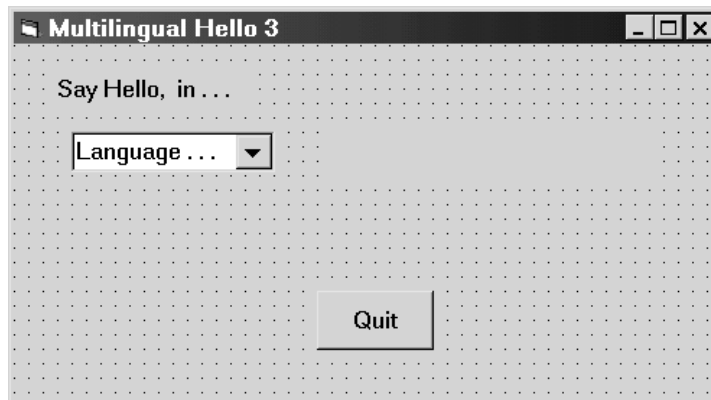 Multilingual Hello 3
Say Hello, in . . .
Language . . .
Quit